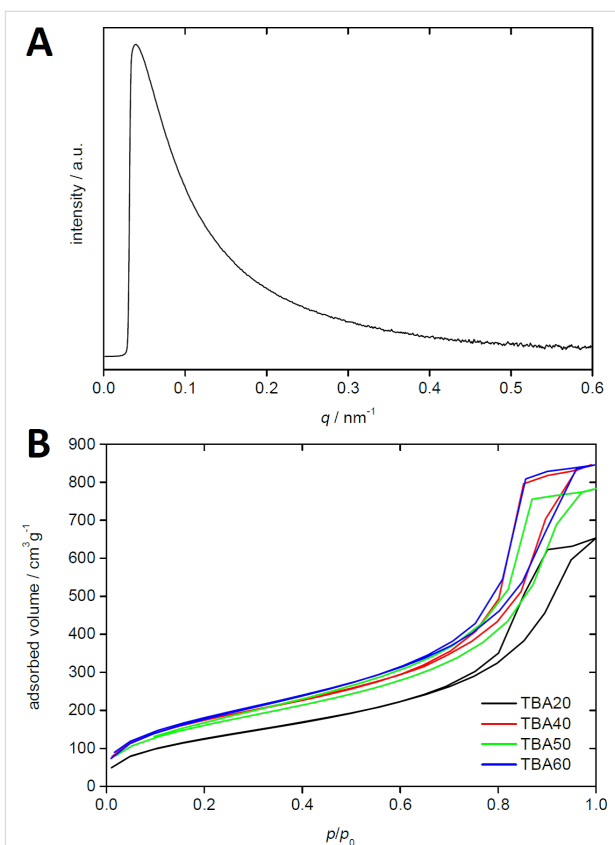 A
intensity / a.u.
0.0 0.1 0.2 0.3 0.4 0.5 0.6
q / nm⁻¹
B
900
800
700
600
500
400
300
200
100
0
adsorbed volume / cm³g⁻¹
TBA20
TBA40
TBA50
TBA60
0.0 0.2 0.4 0.6 0.8 1.0
p/p₀